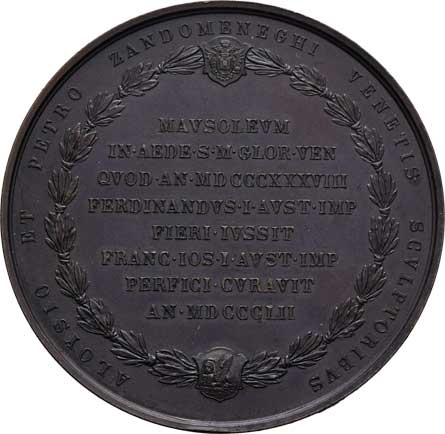 ALOYSIO ET PETRO ZANDOMENEGHI VENETIS SCVLPTORIBVS
MAVSOLEVM
IN·AEDE·S·M·GLOR·VEN
QVOD·AN·MDCCCXXXVIII
FERDINANDVS·I·AVST·IMP
FIERI·IVSSIT
FRANC·IOS·I·AVST·IMP
PERFICI·CVRAVIT
AN·MDCCCLII